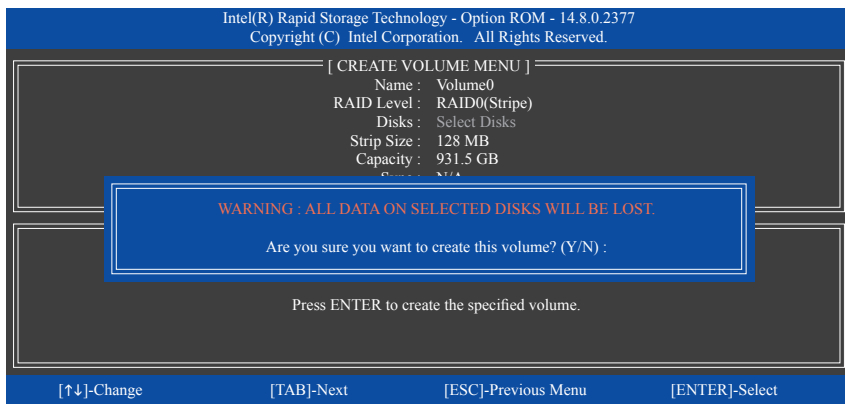 Intel(R) Rapid Storage Technology - Option ROM - 14.8.0.2377
Copyright (C) Intel Corporation. All Rights Reserved.
[ CREATE VOLUME MENU ]
Name : Volume0
RAID Level : RAID0(Stripe)
Disks : Select Disks
Strip Size : 128 MB
Capacity : 931.5 GB
Sync : N/A
WARNING : ALL DATA ON SELECTED DISKS WILL BE LOST.
Are you sure you want to create this volume? (Y/N) :
Press ENTER to create the specified volume.
[↑↓]-Change [TAB]-Next [ESC]-Previous Menu [ENTER]-Select